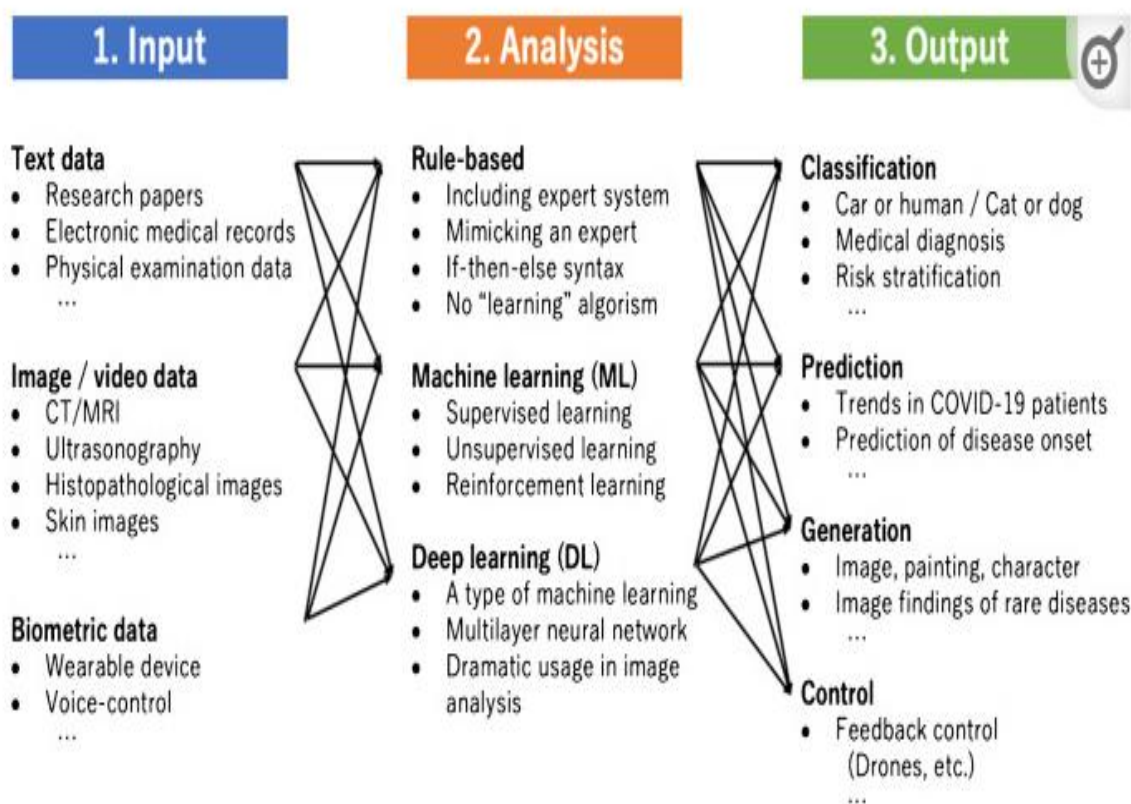 1. Input
2. Analysis
3. Output
Text data
• Research papers
• Electronic medical records
• Physical examination data
...
Image / video data
• CT/MRI
• Ultrasonography
• Histopathological images
• Skin images
...
Biometric data
• Wearable device
• Voice-control
...
Rule-based
• Including expert system
• Mimicking an expert
• If-then-else syntax
• No “learning” algorism
Machine learning (ML)
• Supervised learning
• Unsupervised learning
• Reinforcement learning
Deep learning (DL)
• A type of machine learning
• Multilayer neural network
• Dramatic usage in image
analysis
Classification
• Car or human / Cat or dog
• Medical diagnosis
• Risk stratification
...
Prediction
• Trends in COVID-19 patients
• Prediction of disease onset
...
Generation
• Image, painting, character
• Image findings of rare diseases
...
Control
• Feedback control
(Drones, etc.)
...